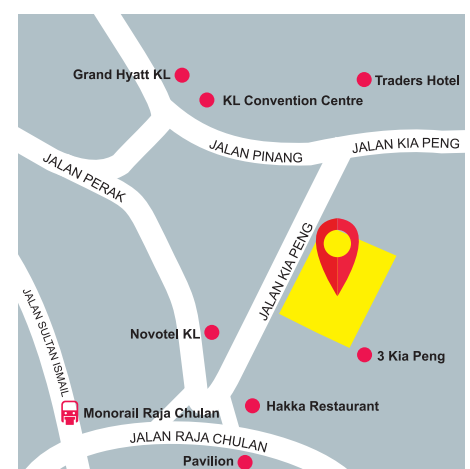 Grand Hyatt KL
Traders Hotel
KL Convention Centre
JALAN PINANG
JALAN KIA PENG
JALAN PERAK
JALAN KIA PENG
JALAN SULTAN ISMAIL
Novotel KL
3 Kia Peng
Monorail Raja Chulan
Hakka Restaurant
JALAN RAJA CHULAN
Pavilion